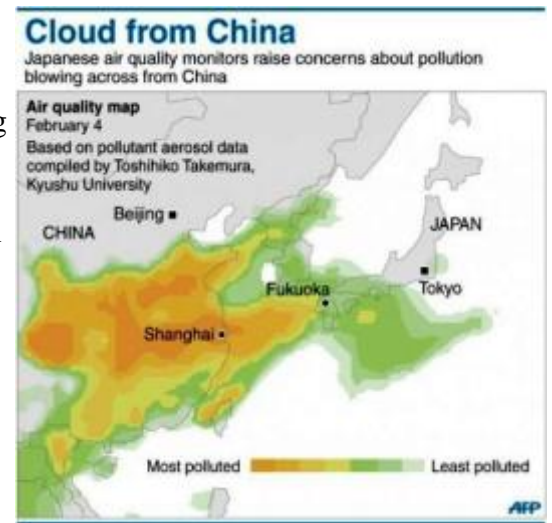 Cloud from China
Japanese air quality monitors raise concerns about pollution
blowing across from China
Air quality map
February 4
Based on pollutant aerosol data
compiled by Toshihiko Takemura,
Kyushu University
Beijing
CHINA
JAPAN
Fukuoka
Tokyo
Shanghai
Most polluted
Least polluted
AFP